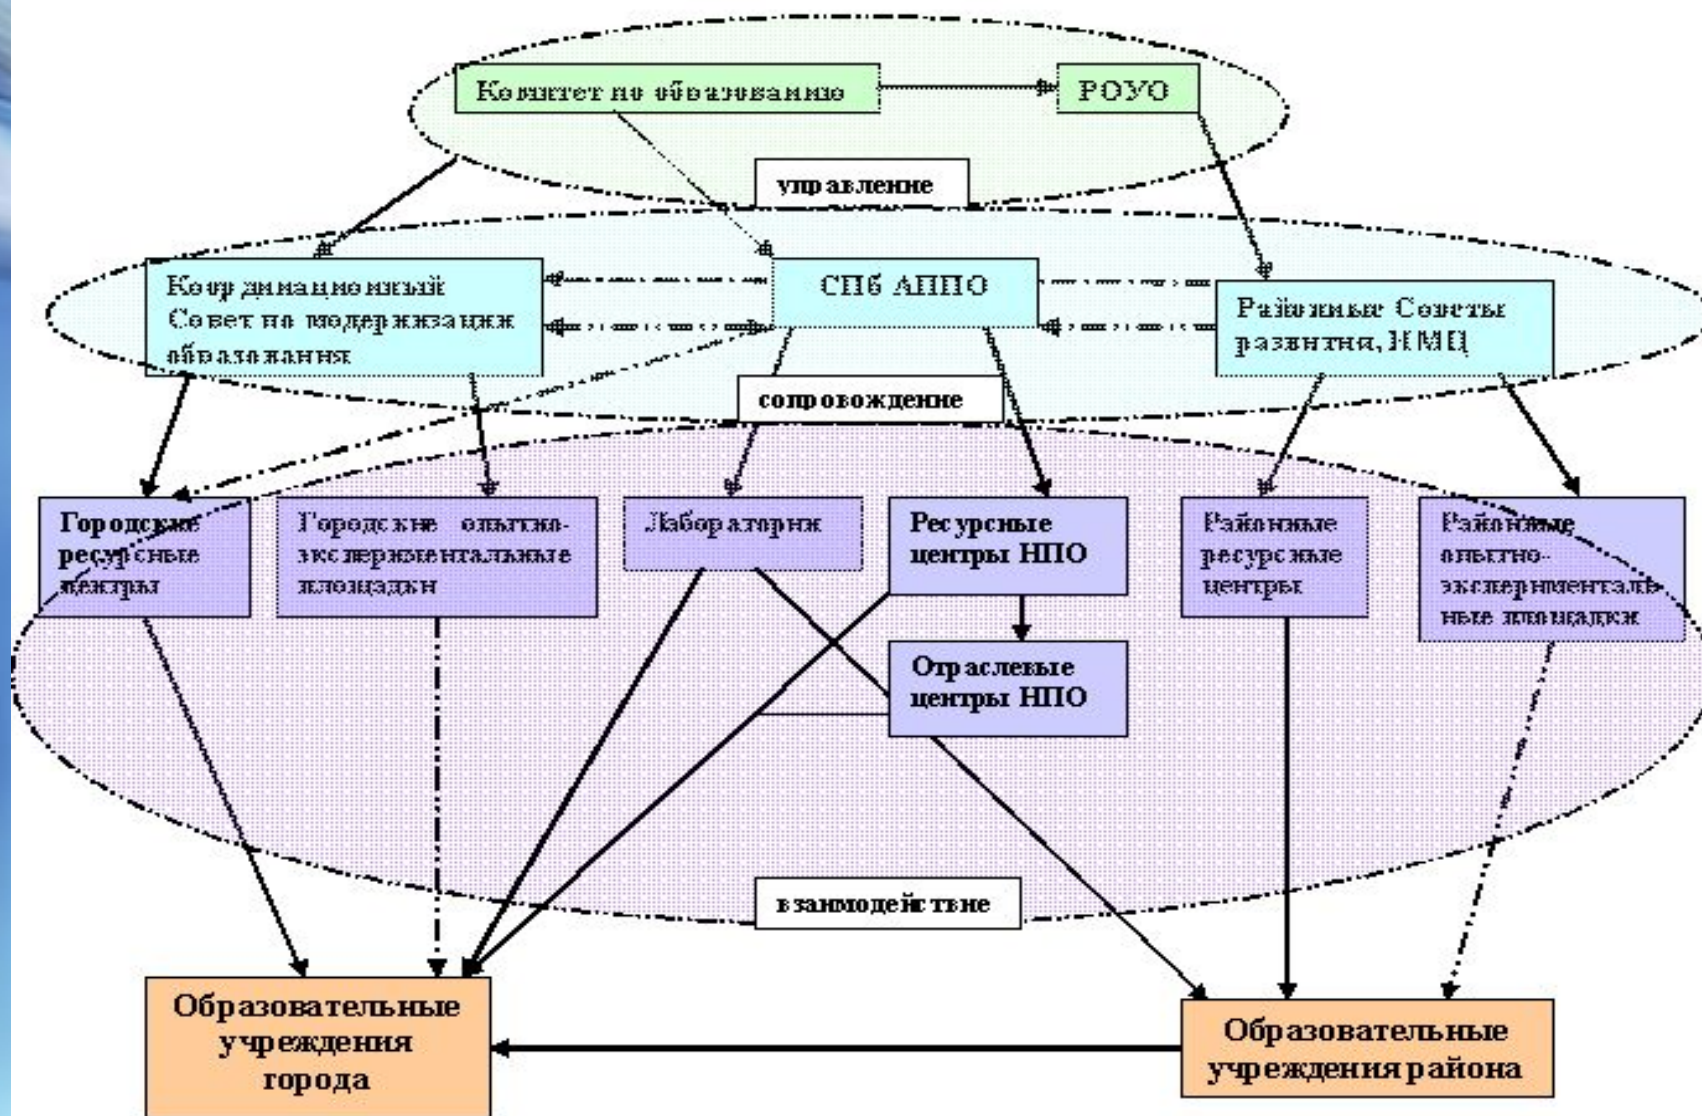 Комитет по образованию
РОУО
управление
Координационный
Совет по модернизации
образования
СПб АППО
Районные Советы
развития, НМЦ
сопровождение
Городские
ресурсные
центры
Городские опытно-
экспериментальные
площадки
Лаборатории
Ресурсные
центры НПО
Районные
ресурсные
центры
Районные
опытно-
эксперименталь
ные площадки
Отраслевые
центры НПО
взаимодействие
Образовательные
учреждения
города
Образовательные
учреждения района